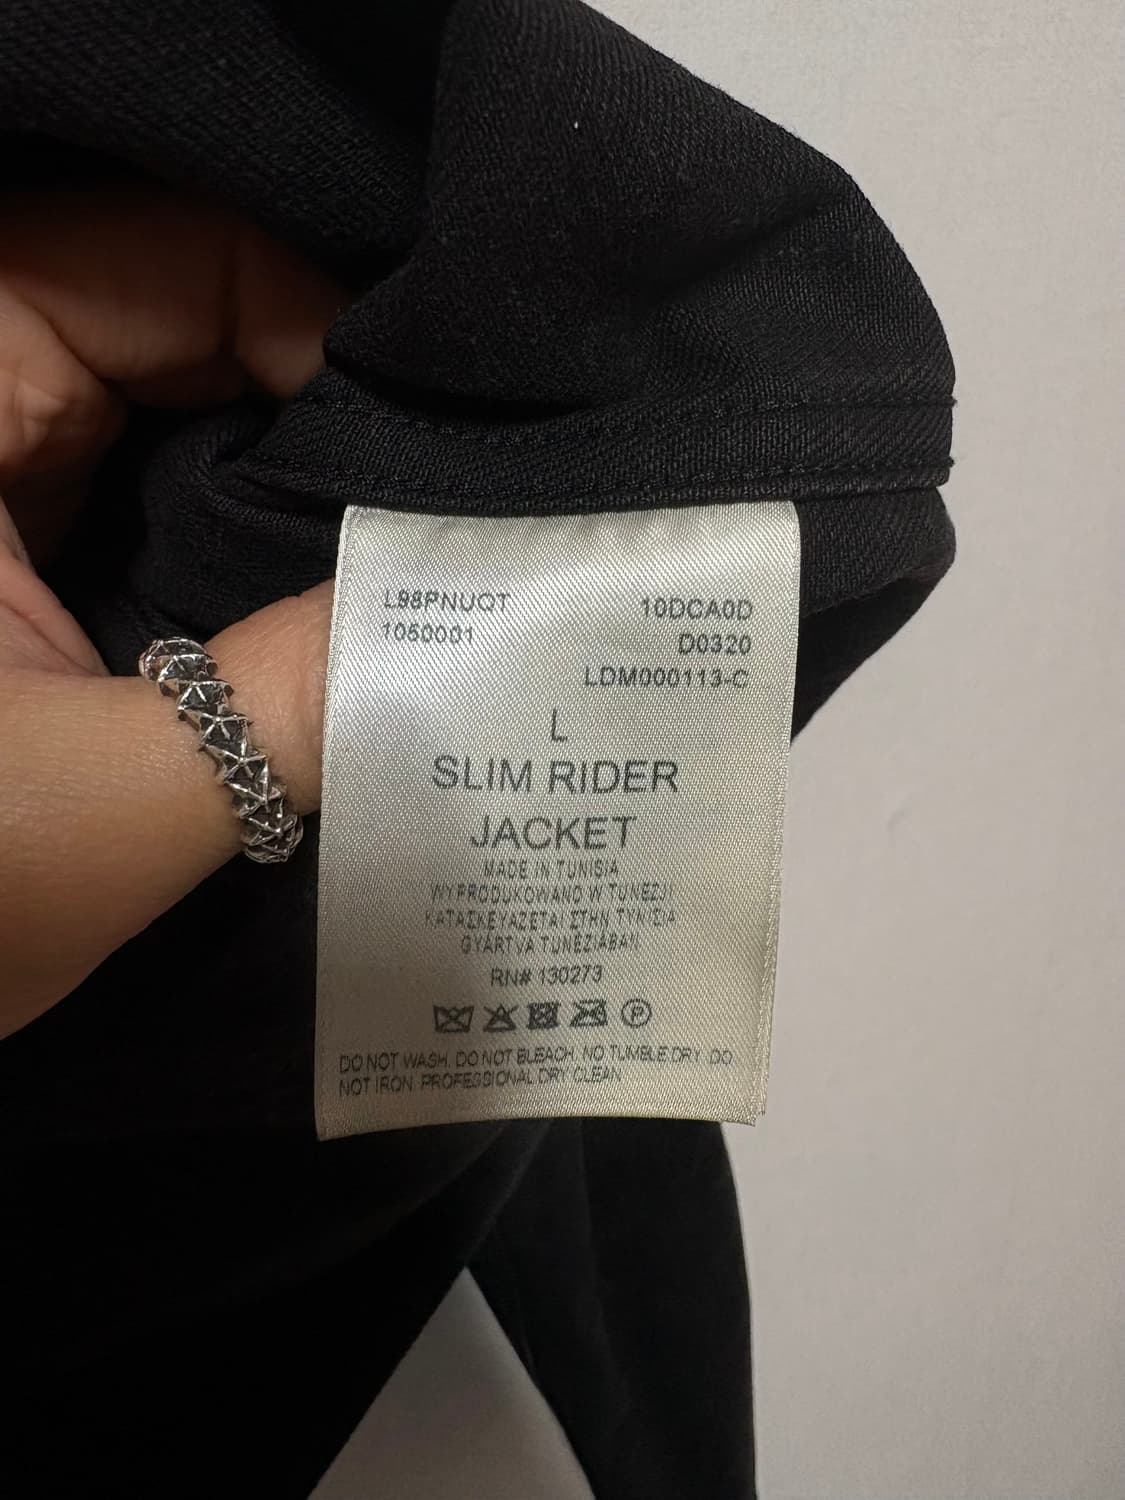 L98PNUQT 10DCA0D
1050001 D0320
LDM000113-C
L
SLIM RIDER
JACKET
MADE IN TUNISIA
WYPRODUKOWANO W TUNEZJI
ΚΑΤΑΣΚΕΥΑΖΕΤΑΙ ΣΤΗΝ ΤΥΝΙΣΙΑ
GYÁRTVA TUNÉZIÁBAN
RN# 130273
P
DO NOT WASH. DO NOT BLEACH. NO TUMBLE DRY. DO
NOT IRON. PROFESSIONAL DRY CLEAN